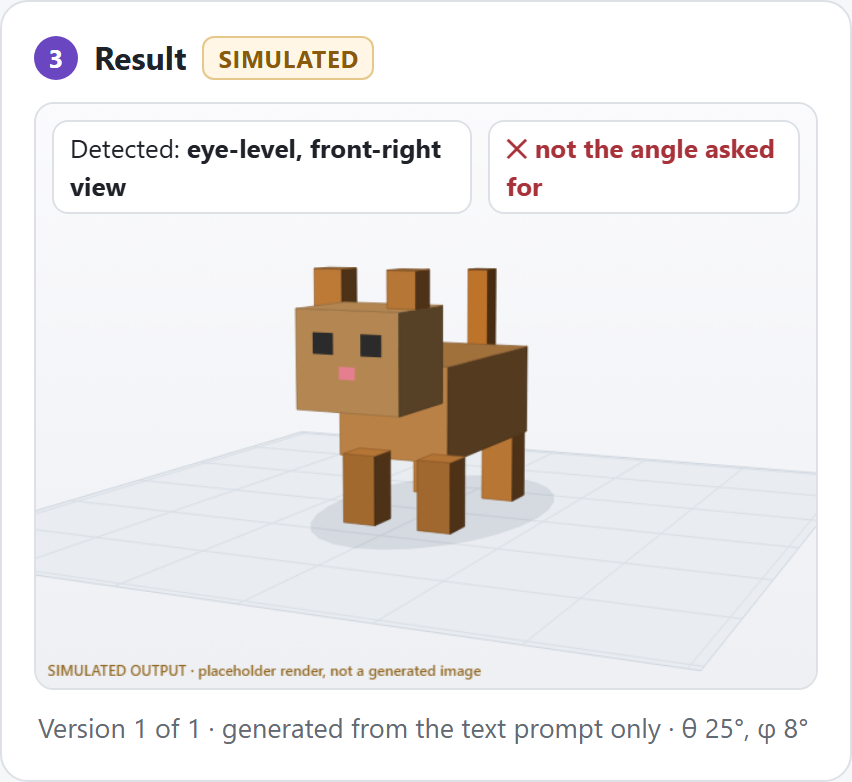 3 Result SIMULATED
Detected: eye-level, front-right
view
✕ not the angle asked
for
SIMULATED OUTPUT · placeholder render, not a generated image
Version 1 of 1 · generated from the text prompt only · θ 25°, φ 8°